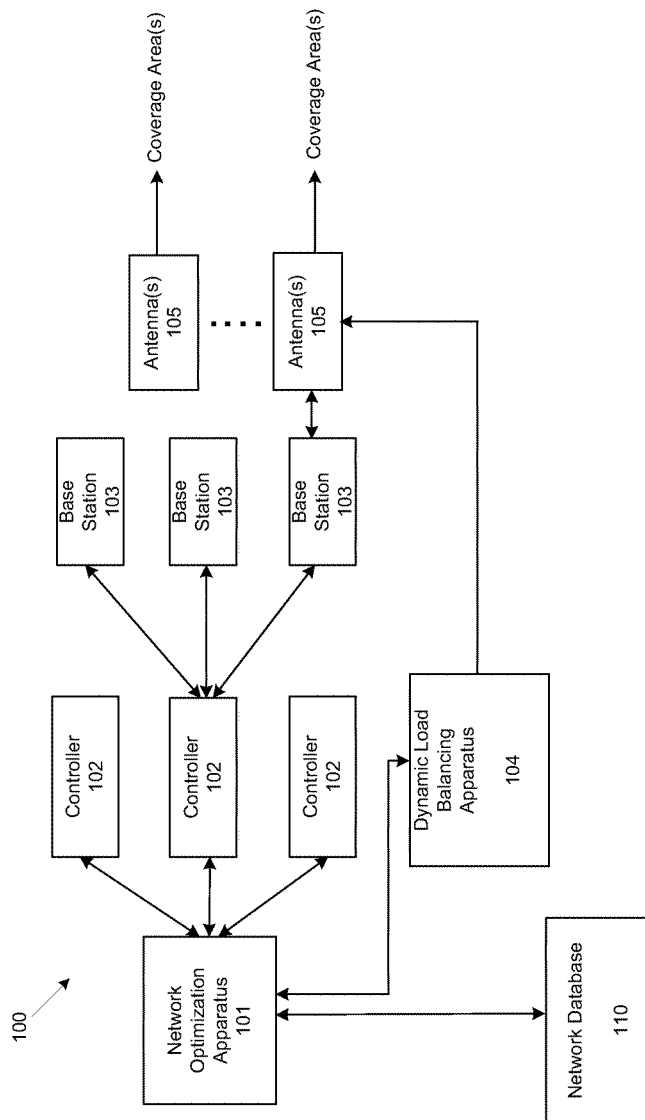 100
Network
Optimization
Apparatus
101
Controller
102
Controller
102
Controller
102
Base
Station
103
Base
Station
103
Base
Station
103
Antenna(s)
105
Antenna(s)
105
Coverage Area(s)
Coverage Area(s)
Dynamic Load
Balancing
Apparatus
104
Network Database
110